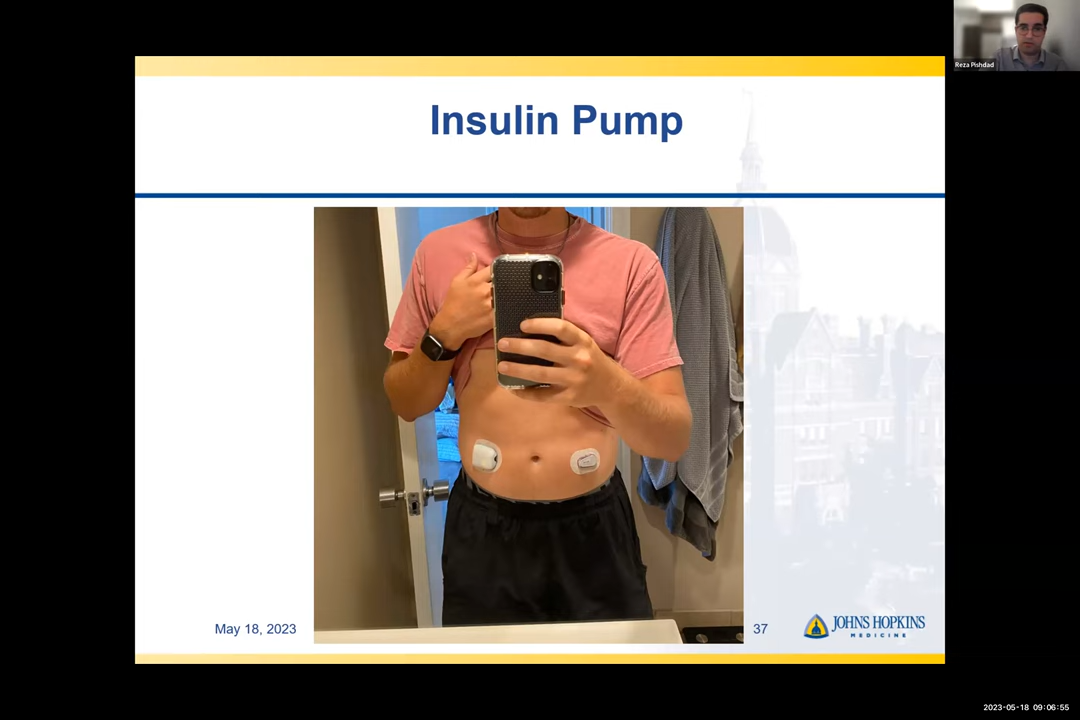 Reza Pishdad
Insulin Pump
May 18, 2023
37
JOHNS HOPKINS
MEDICINE
2023-05-18 09:06:55